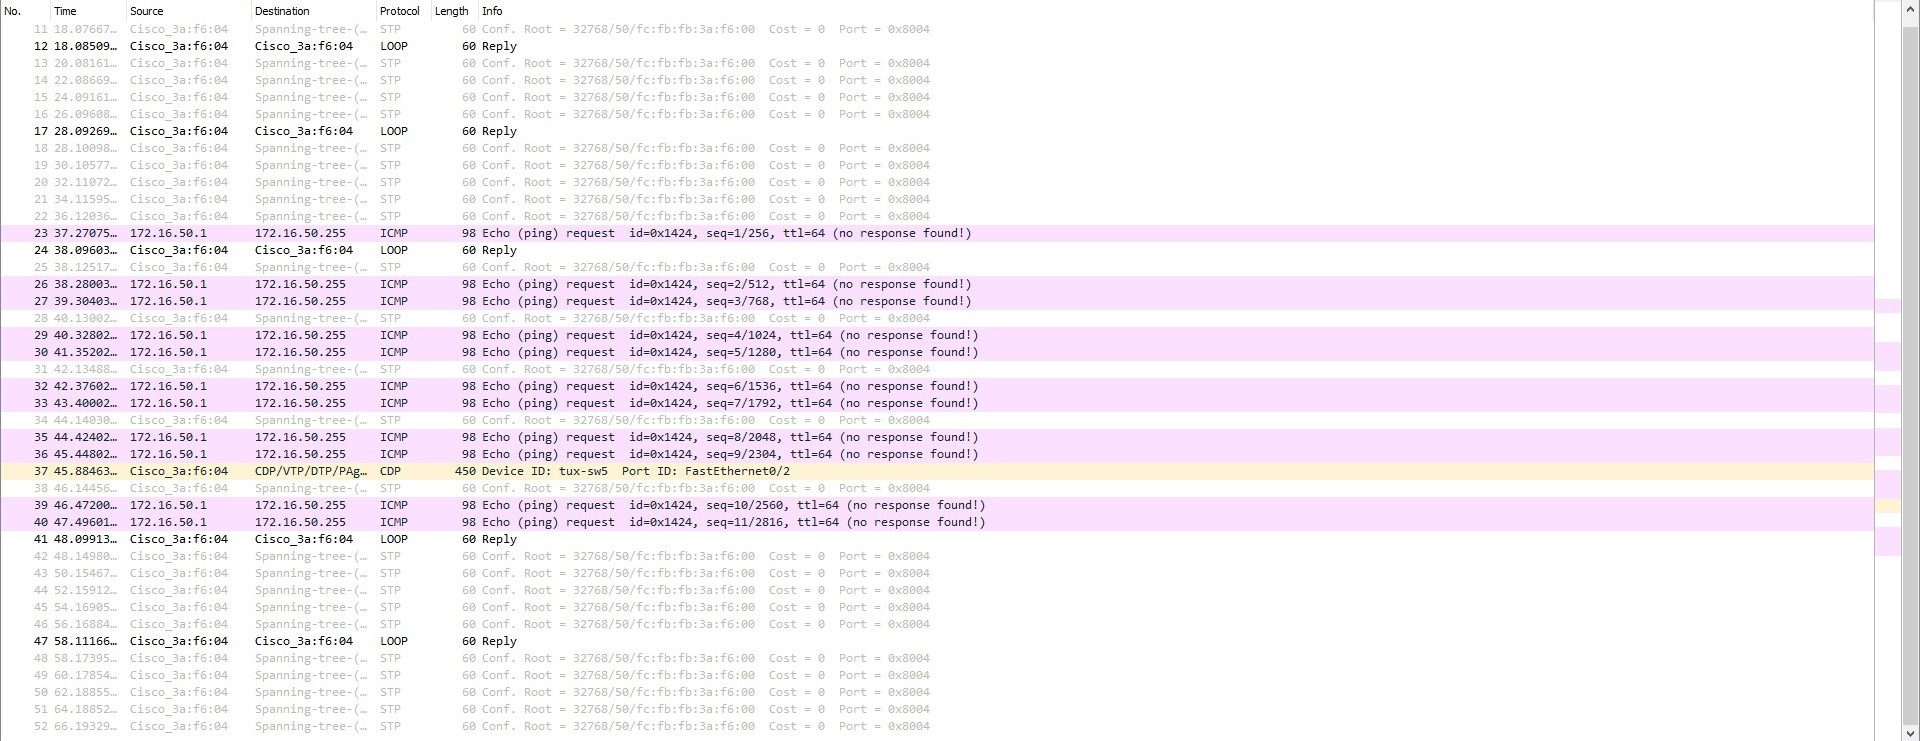 No. Time Source Destination Protocol Length Info
11 18.07667… Cisco_3a:f6:04 Spanning-tree-(… STP 60 Conf. Root = 32768/50/fc:fb:fb:3a:f6:00 Cost = 0 Port = 0x8004
12 18.08509… Cisco_3a:f6:04 Cisco_3a:f6:04 LOOP 60 Reply
13 20.08161… Cisco_3a:f6:04 Spanning-tree-(… STP 60 Conf. Root = 32768/50/fc:fb:fb:3a:f6:00 Cost = 0 Port = 0x8004
14 22.08669… Cisco_3a:f6:04 Spanning-tree-(… STP 60 Conf. Root = 32768/50/fc:fb:fb:3a:f6:00 Cost = 0 Port = 0x8004
15 24.09161… Cisco_3a:f6:04 Spanning-tree-(… STP 60 Conf. Root = 32768/50/fc:fb:fb:3a:f6:00 Cost = 0 Port = 0x8004
16 26.09608… Cisco_3a:f6:04 Spanning-tree-(… STP 60 Conf. Root = 32768/50/fc:fb:fb:3a:f6:00 Cost = 0 Port = 0x8004
17 28.09269… Cisco_3a:f6:04 Cisco_3a:f6:04 LOOP 60 Reply
18 28.10098… Cisco_3a:f6:04 Spanning-tree-(… STP 60 Conf. Root = 32768/50/fc:fb:fb:3a:f6:00 Cost = 0 Port = 0x8004
19 30.10577… Cisco_3a:f6:04 Spanning-tree-(… STP 60 Conf. Root = 32768/50/fc:fb:fb:3a:f6:00 Cost = 0 Port = 0x8004
20 32.11072… Cisco_3a:f6:04 Spanning-tree-(… STP 60 Conf. Root = 32768/50/fc:fb:fb:3a:f6:00 Cost = 0 Port = 0x8004
21 34.11595… Cisco_3a:f6:04 Spanning-tree-(… STP 60 Conf. Root = 32768/50/fc:fb:fb:3a:f6:00 Cost = 0 Port = 0x8004
22 36.12036… Cisco_3a:f6:04 Spanning-tree-(… STP 60 Conf. Root = 32768/50/fc:fb:fb:3a:f6:00 Cost = 0 Port = 0x8004
23 37.27075… 172.16.50.1 172.16.50.255 ICMP 98 Echo (ping) request id=0x1424, seq=1/256, ttl=64 (no response found!)
24 38.09603… Cisco_3a:f6:04 Cisco_3a:f6:04 LOOP 60 Reply
25 38.12517… Cisco_3a:f6:04 Spanning-tree-(… STP 60 Conf. Root = 32768/50/fc:fb:fb:3a:f6:00 Cost = 0 Port = 0x8004
26 38.28003… 172.16.50.1 172.16.50.255 ICMP 98 Echo (ping) request id=0x1424, seq=2/512, ttl=64 (no response found!)
27 39.30403… 172.16.50.1 172.16.50.255 ICMP 98 Echo (ping) request id=0x1424, seq=3/768, ttl=64 (no response found!)
28 40.13002… Cisco_3a:f6:04 Spanning-tree-(… STP 60 Conf. Root = 32768/50/fc:fb:fb:3a:f6:00 Cost = 0 Port = 0x8004
29 40.32802… 172.16.50.1 172.16.50.255 ICMP 98 Echo (ping) request id=0x1424, seq=4/1024, ttl=64 (no response found!)
30 41.35202… 172.16.50.1 172.16.50.255 ICMP 98 Echo (ping) request id=0x1424, seq=5/1280, ttl=64 (no response found!)
31 42.13488… Cisco_3a:f6:04 Spanning-tree-(… STP 60 Conf. Root = 32768/50/fc:fb:fb:3a:f6:00 Cost = 0 Port = 0x8004
32 42.37602… 172.16.50.1 172.16.50.255 ICMP 98 Echo (ping) request id=0x1424, seq=6/1536, ttl=64 (no response found!)
33 43.40002… 172.16.50.1 172.16.50.255 ICMP 98 Echo (ping) request id=0x1424, seq=7/1792, ttl=64 (no response found!)
34 44.14030… Cisco_3a:f6:04 Spanning-tree-(… STP 60 Conf. Root = 32768/50/fc:fb:fb:3a:f6:00 Cost = 0 Port = 0x8004
35 44.42402… 172.16.50.1 172.16.50.255 ICMP 98 Echo (ping) request id=0x1424, seq=8/2048, ttl=64 (no response found!)
36 45.44802… 172.16.50.1 172.16.50.255 ICMP 98 Echo (ping) request id=0x1424, seq=9/2304, ttl=64 (no response found!)
37 45.88463… Cisco_3a:f6:04 CDP/VTP/DTP/PAg… CDP 450 Device ID: tux-sw5 Port ID: FastEthernet0/2
38 46.14456… Cisco_3a:f6:04 Spanning-tree-(… STP 60 Conf. Root = 32768/50/fc:fb:fb:3a:f6:00 Cost = 0 Port = 0x8004
39 46.47200… 172.16.50.1 172.16.50.255 ICMP 98 Echo (ping) request id=0x1424, seq=10/2560, ttl=64 (no response found!)
40 47.49601… 172.16.50.1 172.16.50.255 ICMP 98 Echo (ping) request id=0x1424, seq=11/2816, ttl=64 (no response found!)
41 48.09913… Cisco_3a:f6:04 Cisco_3a:f6:04 LOOP 60 Reply
42 48.14980… Cisco_3a:f6:04 Spanning-tree-(… STP 60 Conf. Root = 32768/50/fc:fb:fb:3a:f6:00 Cost = 0 Port = 0x8004
43 50.15467… Cisco_3a:f6:04 Spanning-tree-(… STP 60 Conf. Root = 32768/50/fc:fb:fb:3a:f6:00 Cost = 0 Port = 0x8004
44 52.15912… Cisco_3a:f6:04 Spanning-tree-(… STP 60 Conf. Root = 32768/50/fc:fb:fb:3a:f6:00 Cost = 0 Port = 0x8004
45 54.16905… Cisco_3a:f6:04 Spanning-tree-(… STP 60 Conf. Root = 32768/50/fc:fb:fb:3a:f6:00 Cost = 0 Port = 0x8004
46 56.16884… Cisco_3a:f6:04 Spanning-tree-(… STP 60 Conf. Root = 32768/50/fc:fb:fb:3a:f6:00 Cost = 0 Port = 0x8004
47 58.11166… Cisco_3a:f6:04 Cisco_3a:f6:04 LOOP 60 Reply
48 58.17395… Cisco_3a:f6:04 Spanning-tree-(… STP 60 Conf. Root = 32768/50/fc:fb:fb:3a:f6:00 Cost = 0 Port = 0x8004
49 60.17854… Cisco_3a:f6:04 Spanning-tree-(… STP 60 Conf. Root = 32768/50/fc:fb:fb:3a:f6:00 Cost = 0 Port = 0x8004
50 62.18855… Cisco_3a:f6:04 Spanning-tree-(… STP 60 Conf. Root = 32768/50/fc:fb:fb:3a:f6:00 Cost = 0 Port = 0x8004
51 64.18852… Cisco_3a:f6:04 Spanning-tree-(… STP 60 Conf. Root = 32768/50/fc:fb:fb:3a:f6:00 Cost = 0 Port = 0x8004
52 66.19329… Cisco_3a:f6:04 Spanning-tree-(… STP 60 Conf. Root = 32768/50/fc:fb:fb:3a:f6:00 Cost = 0 Port = 0x8004